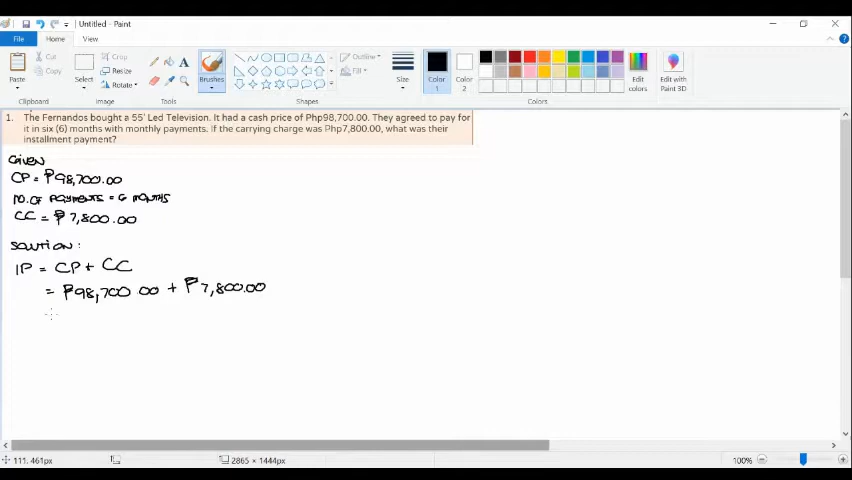 Untitled - Paint
File Home View
Paste
Cut
Copy
Clipboard
Select
Crop
Resize
Rotate
Image
Tools
Brushes
Shapes
Outline
Fill
Size
Color 1
Color 2
Colors
Edit colors
Edit with Paint 3D
1. The Fernandos bought a 55' Led Television. It had a cash price of Php98,700.00. They agreed to pay for
it in six (6) months with monthly payments. If the carrying charge was Php7,800.00, what was their
installment payment?
GIVEN
CP = ₱98,700.00
NO. OF PAYMENTS = 6 MONTHS
CC = ₱7,800.00
SOLUTION :
IP = CP + CC
= ₱98,700.00 + ₱7,800.00
111, 461px
2865 × 1444px
100%